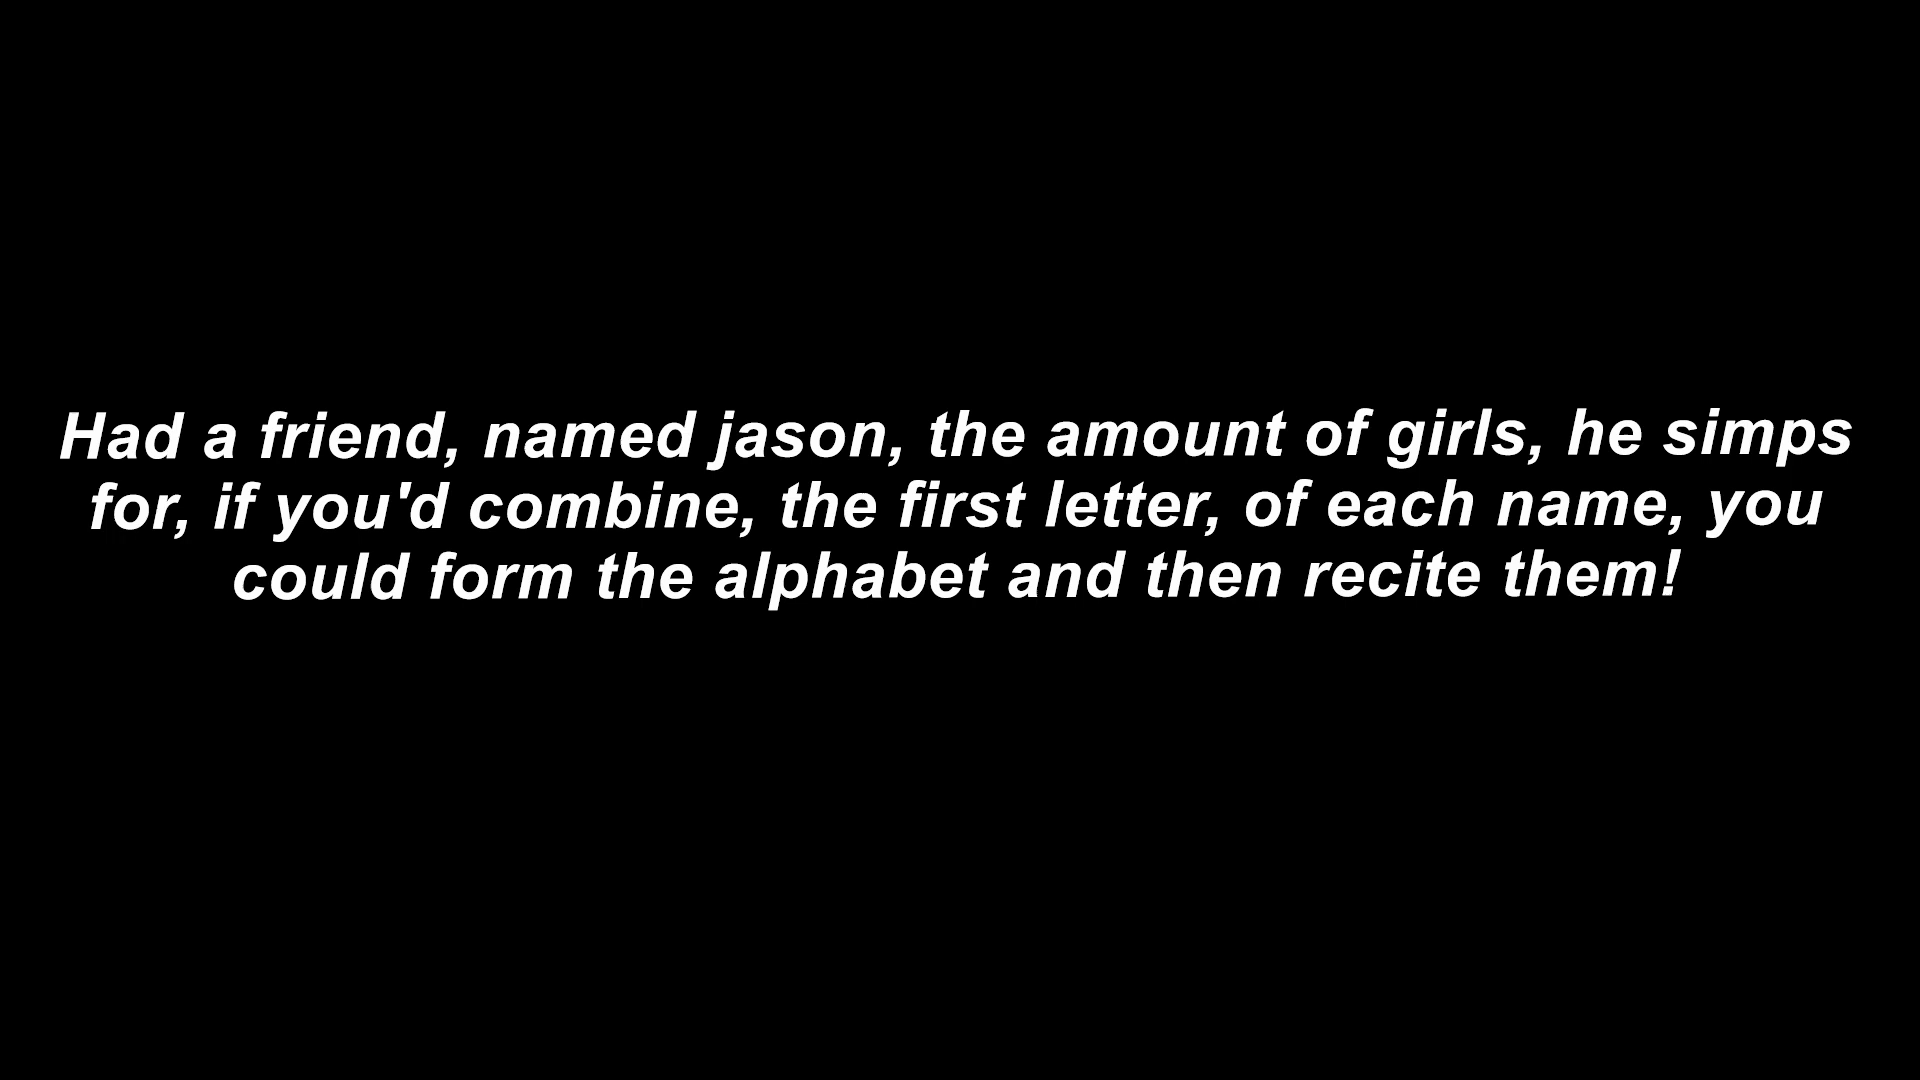 Had a friend, named jason, the amount of girls, he simps
for, if you'd combine, the first letter, of each name, you
could form the alphabet and then recite them!